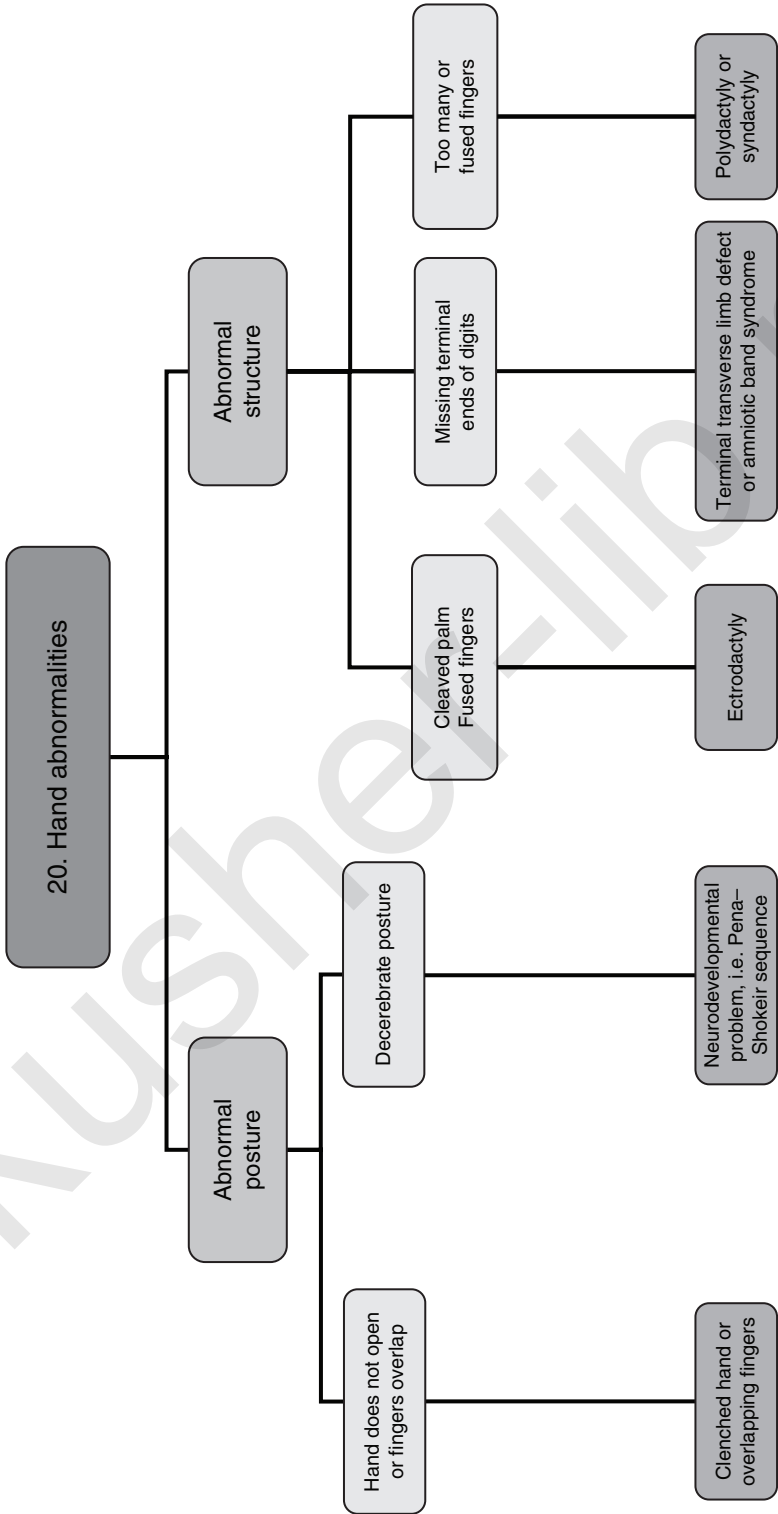 20. Hand abnormalities
Abnormal
posture
Abnormal
structure
Hand does not open
or fingers overlap
Decerebrate posture
Cleaved palm
Fused fingers
Missing terminal
ends of digits
Too many or
fused fingers
Clenched hand or
overlapping fingers
Neurodevelopmental
problem, i.e. Pena–
Shokeir sequence
Ectrodactyly
Terminal transverse limb defect
or amniotic band syndrome
Polydactyly or
syndactyly